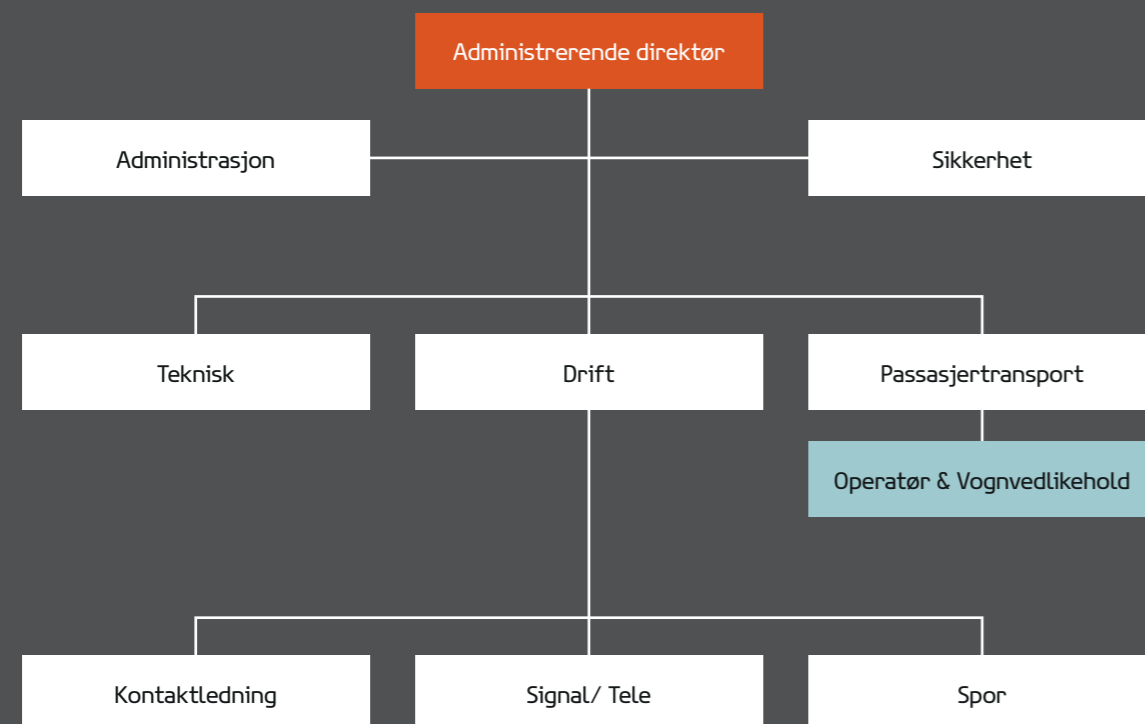 Administrerende direktør
Administrasjon
Sikkerhet
Teknisk
Drift
Passasjertransport
Operatør & Vognvedlikehold
Kontaktledning
Signal/ Tele
Spor